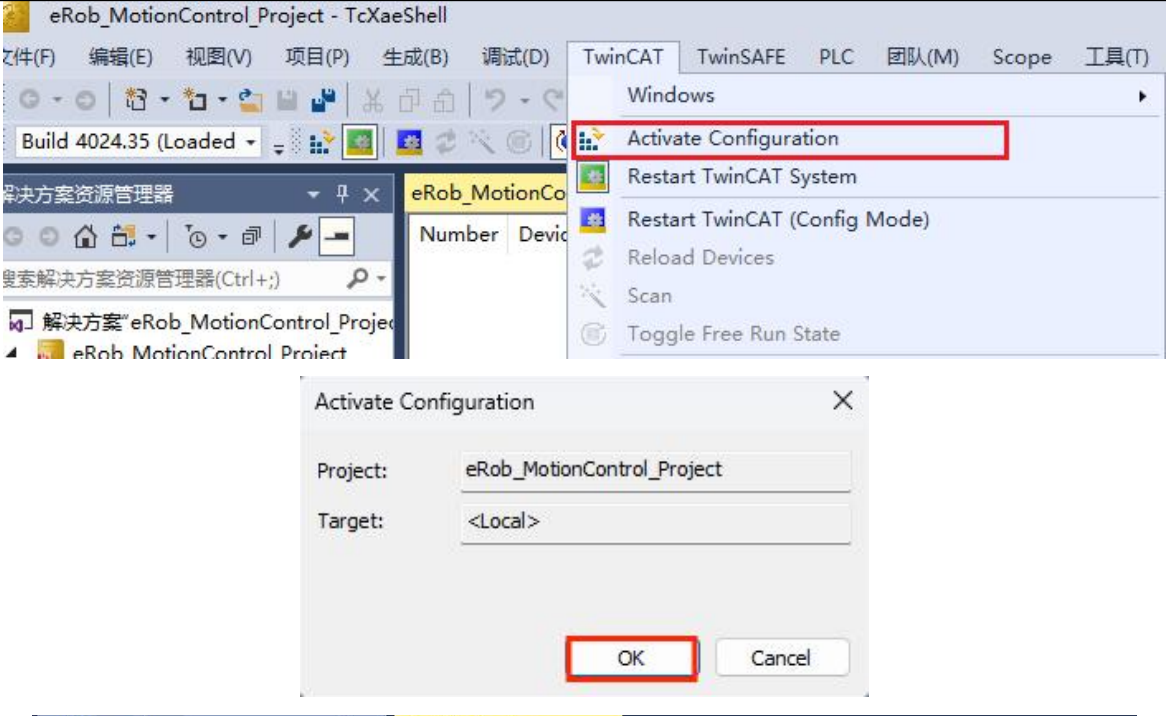 eRob_MotionControl_Project - TcXaeShell
文件(F) 编辑(E) 视图(V) 项目(P) 生成(B) 调试(D) TwinCAT TwinSAFE PLC 团队(M) Scope 工具(T)
Windows
Build 4024.35 (Loaded
Activate Configuration
解决方案资源管理器
eRob_MotionCo
Restart TwinCAT System
Number Devic
Restart TwinCAT (Config Mode)
搜索解决方案资源管理器(Ctrl+;)
Reload Devices
Scan
解决方案"eRob_MotionControl_Projec
Toggle Free Run State
eRob_MotionControl_Project
Activate Configuration
Project: eRob_MotionControl_Project
Target: <Local>
OK Cancel